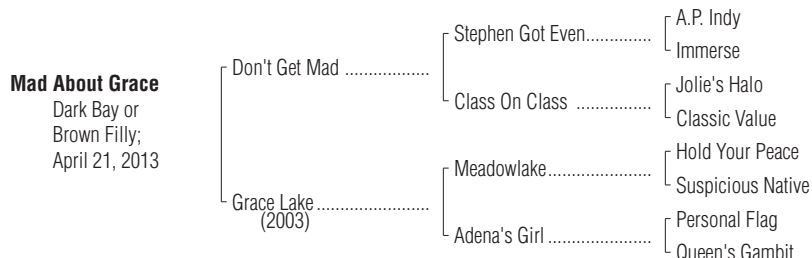 Mad About Grace
Dark Bay or
Brown Filly;
April 21, 2013
Don't Get Mad ...................
Grace Lake .........................
(2003)
Stephen Got Even..............
Class On Class ................
Meadowlake......................
Adena's Girl ......................
A.P. Indy
Immerse
Jolie's Halo
Classic Value
Hold Your Peace
Suspicious Native
Personal Flag
Queen's Gambit